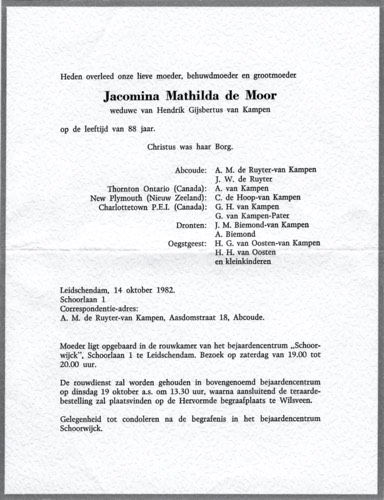 Heden overleed onze lieve moeder, behuwdmoeder en grootmoeder
Jacomina Mathilda de Moor
weduwe van Hendrik Gijsbertus van Kampen
op de leeftijd van 88 jaar.
Christus was haar Borg.
Abcoude: A. M. de Ruyter-van Kampen
J. W. de Ruyter
Thornton Ontario (Canada): A. van Kampen
New Plymouth (Nieuw Zeeland): C. de Hoop-van Kampen
Charlottetown P.E.I. (Canada): G. H. van Kampen
G. van Kampen-Pater
Dronten: J. M. Biemond-van Kampen
A. Biemond
Oegstgeest: H. G. van Oosten-van Kampen
H. H. van Oosten
en kleinkinderen
Leidschendam, 14 oktober 1982.
Schoorlaan 1
Correspondentie-adres:
A. M. de Ruyter-van Kampen, Aasdomstraat 18, Abcoude.
Moeder ligt opgebaard in de rouwkamer van het bejaardencentrum „Schoor-
wijck", Schoorlaan 1 te Leidschendam. Bezoek op zaterdag van 19.00 tot
20.00 uur.
De rouwdienst zal worden gehouden in bovengenoemd bejaardencentrum
op dinsdag 19 oktober a.s. om 13.30 uur, waarna aansluitend de teraarde-
bestelling zal plaatsvinden op de Hervormde begraafplaats te Wilsveen.
Gelegenheid tot condoleren na de begrafenis in het bejaardencentrum
Schoorwijck.